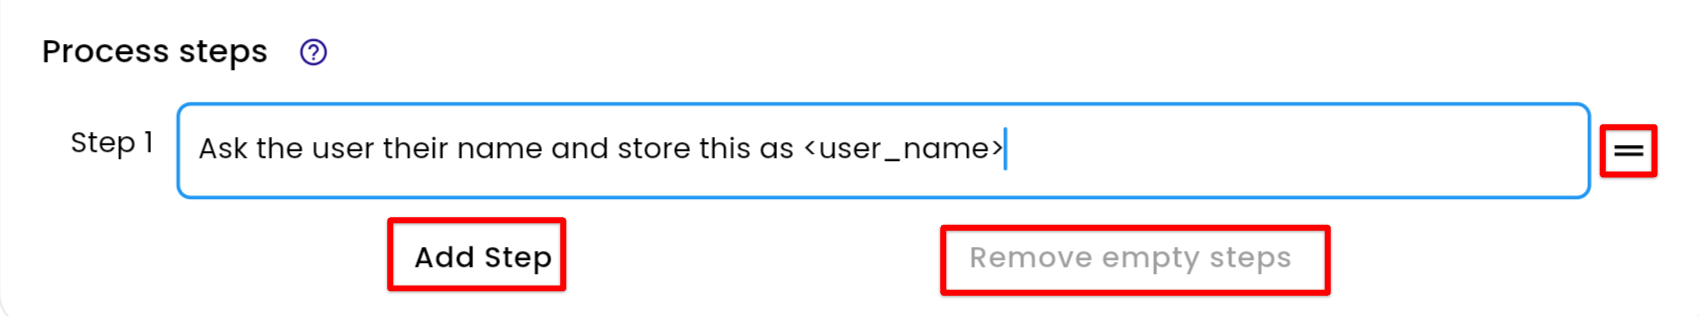 Process steps ?
Step 1 Ask the user their name and store this as <user_name>
Add Step Remove empty steps